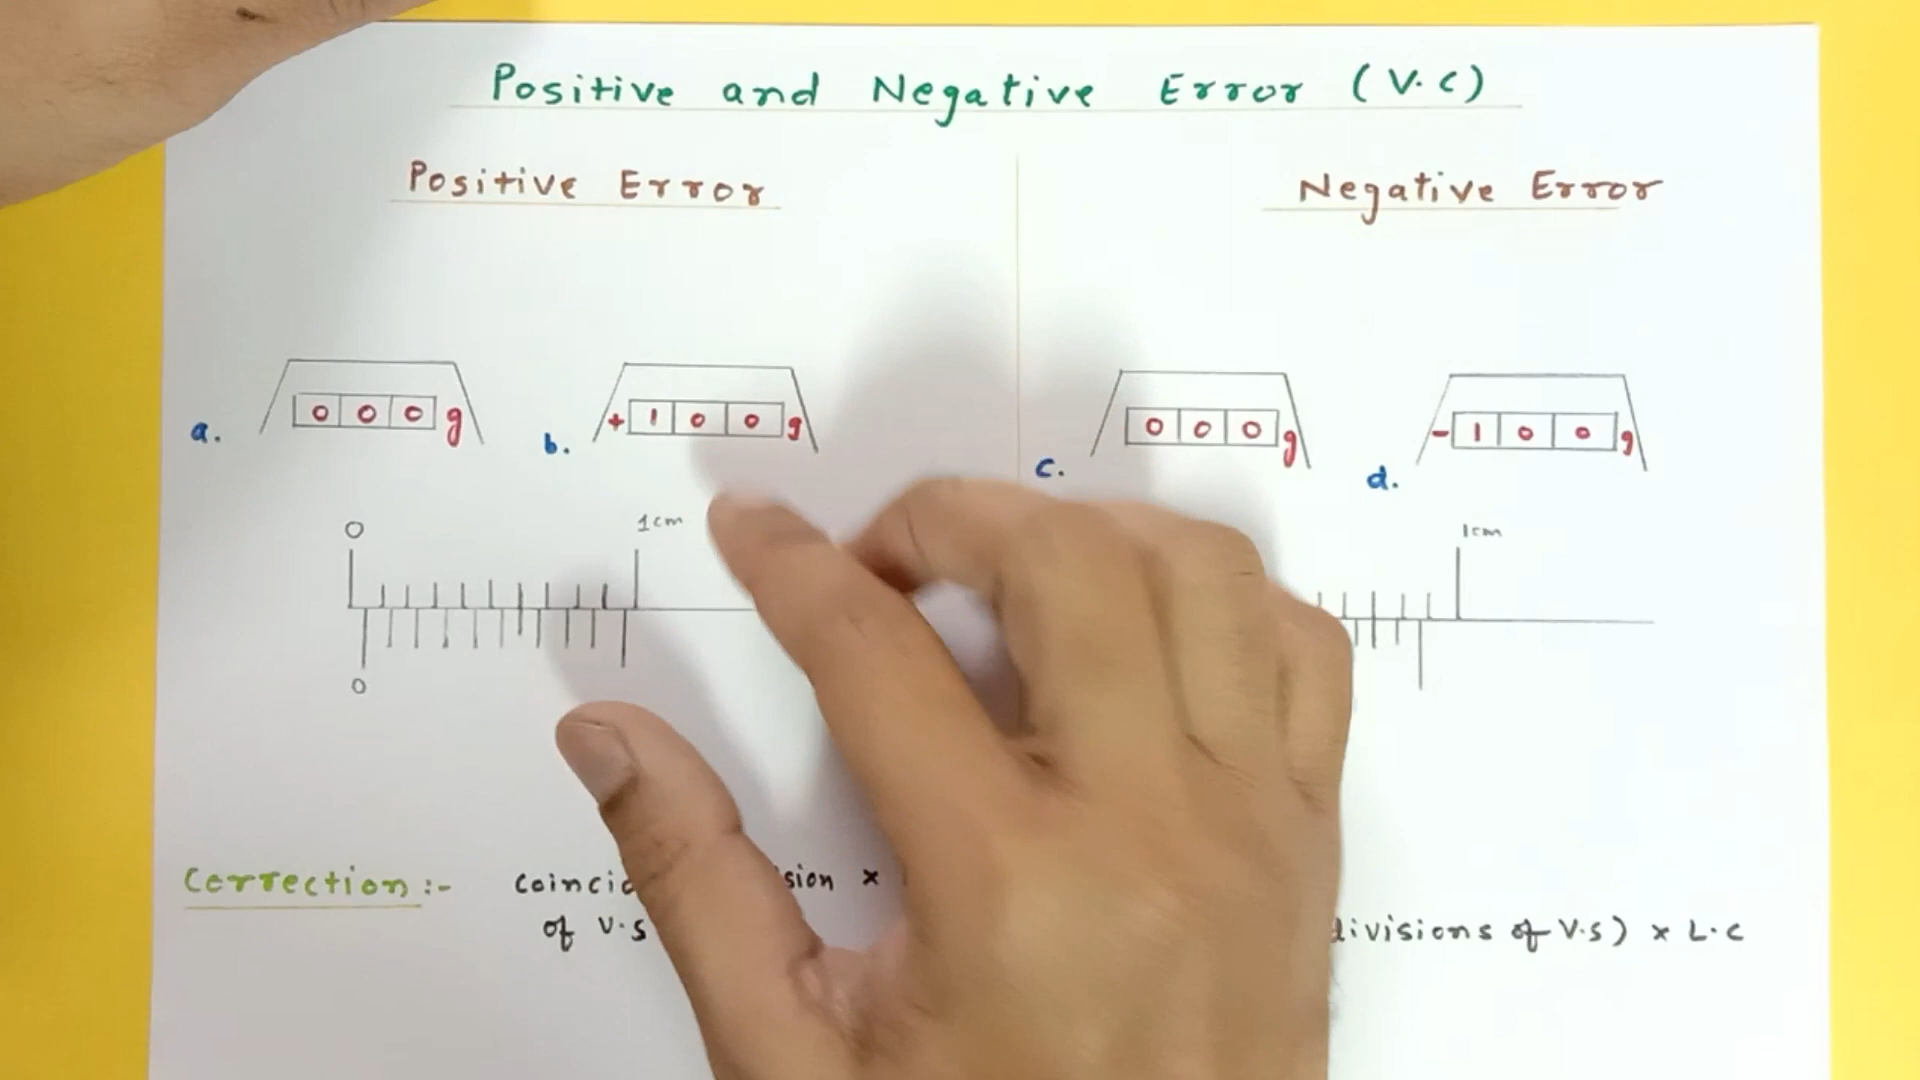 Positive and Negative Error (V.C)
Positive Error
Negative Error
a.
0 0 0 g
b.
+ 1 0 0 g
c.
0 0 0 g
d.
- 1 0 0 g
0
1cm
0
1cm
Correction :-
×
of V.S
divisions of V.S) × L.C